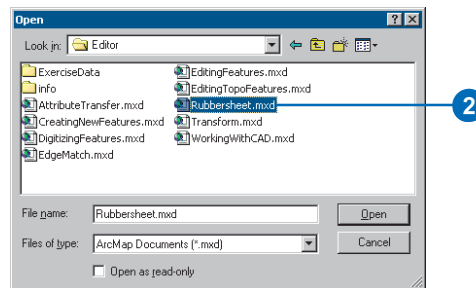 Open
Look in: Editor
ExerciseData
info
AttributeTransfer.mxd
CreatingNewFeatures.mxd
DigitizingFeatures.mxd
EdgeMatch.mxd
EditingFeatures.mxd
EditingTopoFeatures.mxd
Rubbersheet.mxd
Transform.mxd
WorkingWithCAD.mxd
2
File name: Rubbersheet.mxd Open
Files of type: ArcMap Documents (*.mxd) Cancel
Open as read-only